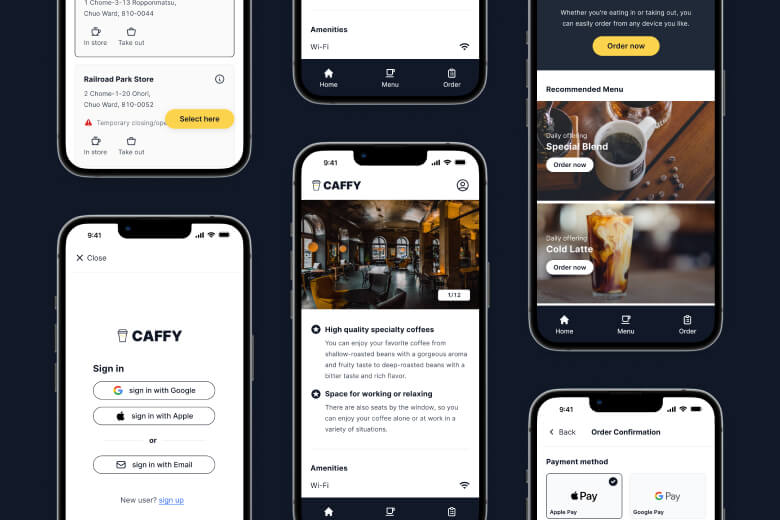 1 Chome-3-13 Ropponmatsu,
Chuo Ward, 810-0044
In store
Take out
Railroad Park Store
2 Chome-1-20 Ohori,
Chuo Ward, 810-0052
Temporary closing/ope
Select here
In store
Take out
9:41
Close
CAFFY
Sign in
sign in with Google
sign in with Apple
or
sign in with Email
New user? sign up
Amenities
Wi-Fi
Home
Menu
Order
9:41
CAFFY
1/12
High quality specialty coffees
You can enjoy your favorite coffee from
shallow-roasted beans with a gorgeous aroma
and fruity taste to deep-roasted beans with a
bitter taste and rich flavor.
Space for working or relaxing
There are also seats by the window, so you
can enjoy your coffee alone or at work in a
variety of situations.
Amenities
Wi-Fi
Whether you're eating in or taking out, you
can easily order from any device you like.
Order now
Recommended Menu
Daily offering
Special Blend
Order now
Daily offering
Cold Latte
Order now
Home
Menu
Order
9:41
Back
Order Confirmation
Payment method
Pay
Apple Pay
G Pay
Google Pay